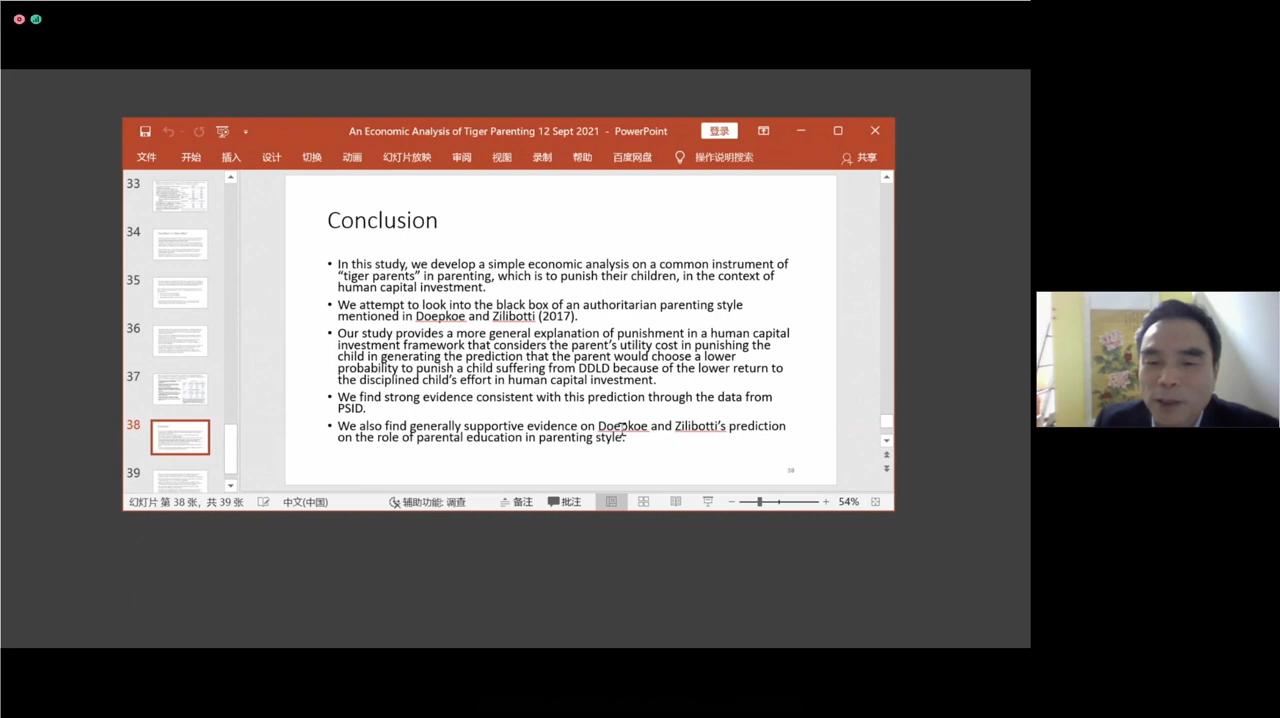 An Economic Analysis of Tiger Parenting 12 Sept 2021 - PowerPoint
登录
文件 开始 插入 设计 切换 动画 幻灯片放映 审阅 视图 录制 帮助 百度网盘 操作说明搜索 共享
33
34
35
36
37
38
39
Conclusion
• In this study, we develop a simple economic analysis on a common instrument of
“tiger parents” in parenting, which is to punish their children, in the context of
human capital investment.
• We attempt to look into the black box of an authoritarian parenting style
mentioned in Doepkoe and Zilibotti (2017).
• Our study provides a more general explanation of punishment in a human capital
investment framework that considers the parent’s utility cost in punishing the
child in generating the prediction that the parent would choose a lower
probability to punish a child suffering from DDLD because of the lower return to
the disciplined child’s effort in human capital investment.
• We find strong evidence consistent with this prediction through the data from
PSID.
• We also find generally supportive evidence on Doepkoe and Zilibotti’s prediction
on the role of parental education in parenting style.
38
幻灯片 第 38 张，共 39 张 中文(中国) 辅助功能: 调查 备注 批注 54%